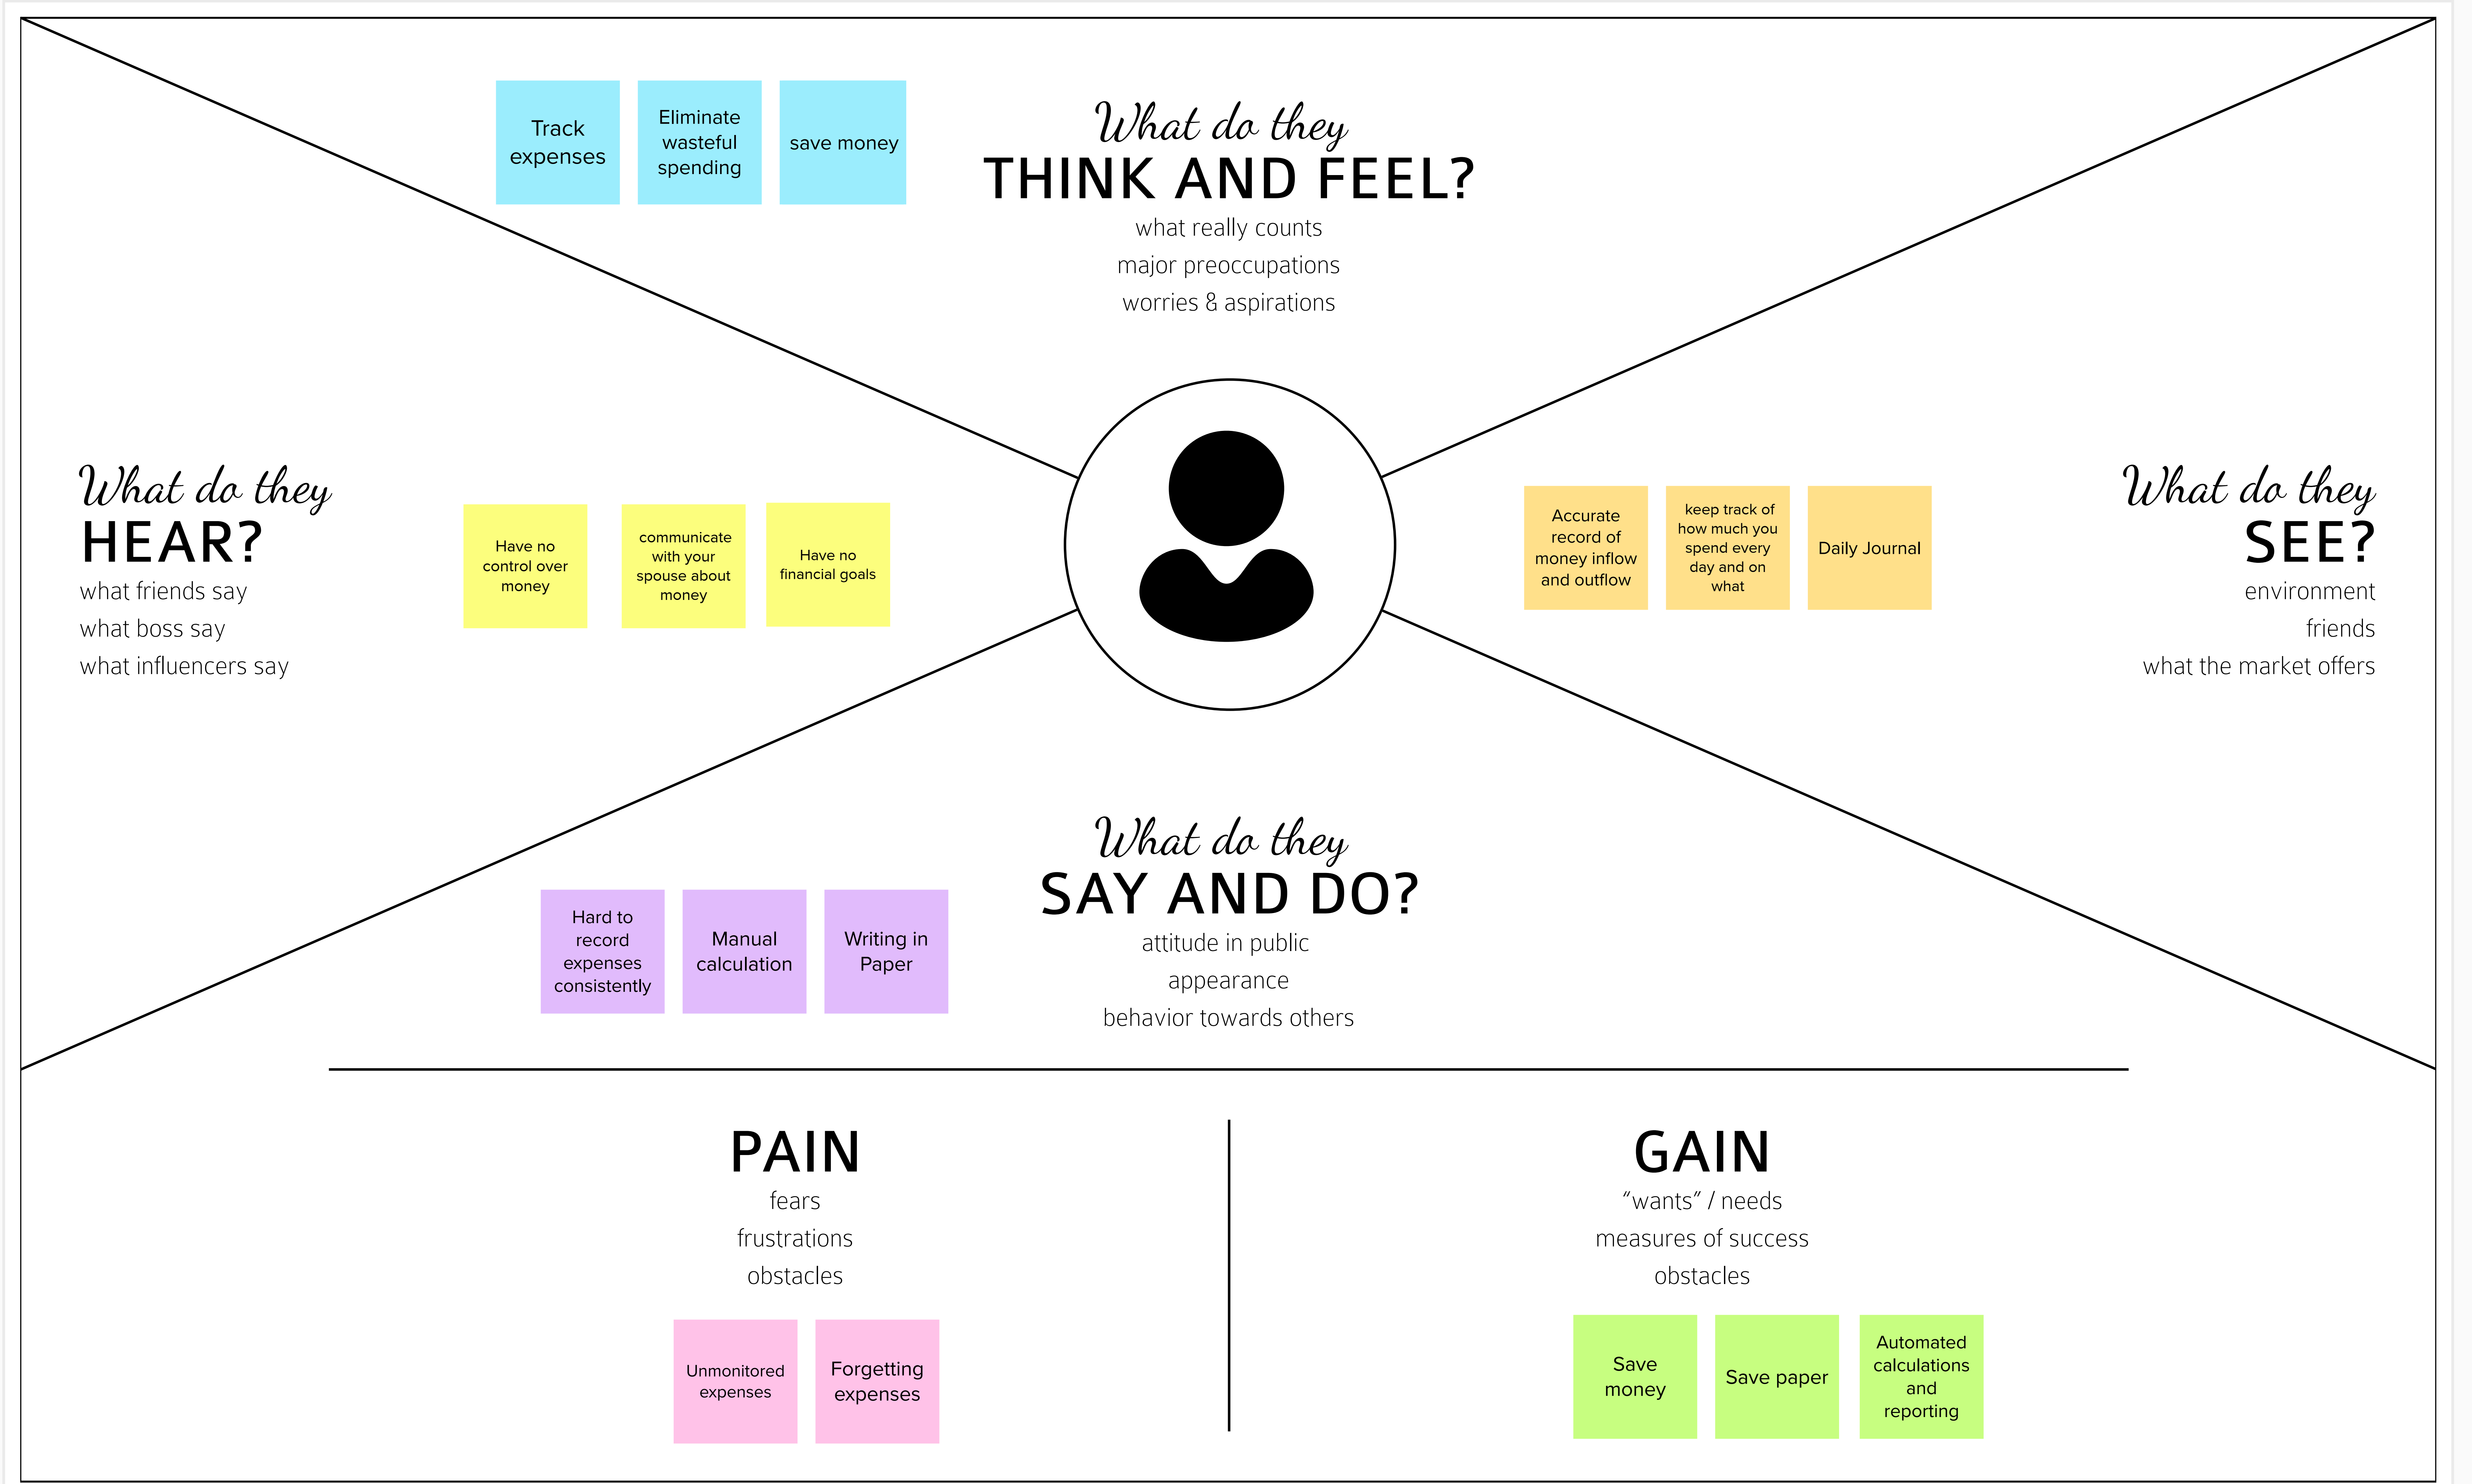 Track
expenses
Eliminate
wasteful
spending
save money
What do they
THINK AND FEEL?
what really counts
major preoccupations
worries & aspirations
What do they
HEAR?
what friends say
what boss say
what influencers say
Have no
control over
money
communicate
with your
spouse about
money
Have no
financial goals
Accurate
record of
money inflow
and outflow
keep track of
how much you
spend every
day and on
what
Daily Journal
What do they
SEE?
environment
friends
what the market offers
What do they
SAY AND DO?
attitude in public
appearance
behavior towards others
Hard to
record
expenses
consistently
Manual
calculation
Writing in
Paper
PAIN
fears
frustrations
obstacles
Unmonitored
expenses
Forgetting
expenses
GAIN
“wants” / needs
measures of success
obstacles
Save
money
Save paper
Automated
calculations
and
reporting